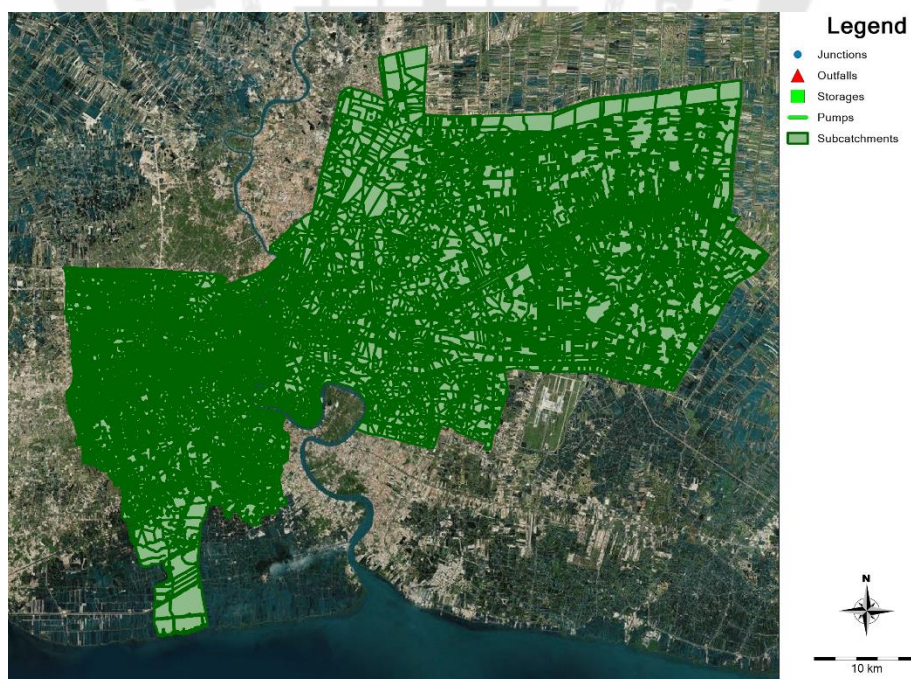 Legend
Junctions
Outfalls
Storages
Pumps
Subcatchments
N
10 km